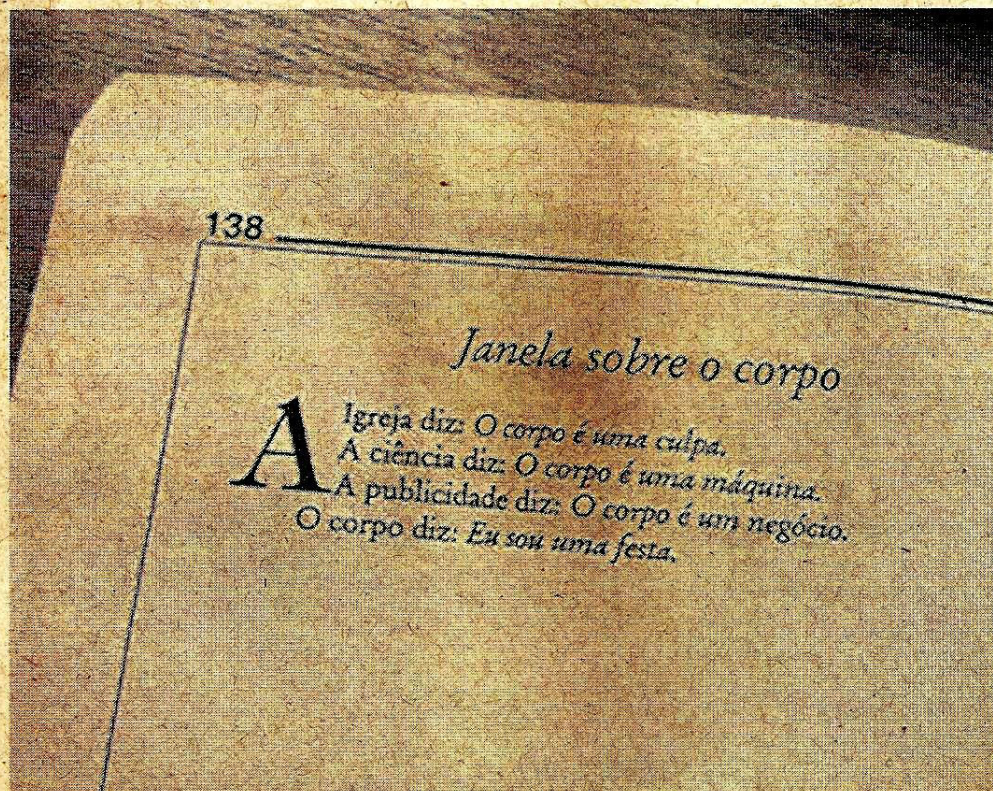 138
Janela sobre o corpo
A Igreja diz: O corpo é uma culpa.
A ciência diz: O corpo é uma máquina.
A publicidade diz: O corpo é um negócio.
O corpo diz: Eu sou uma festa.